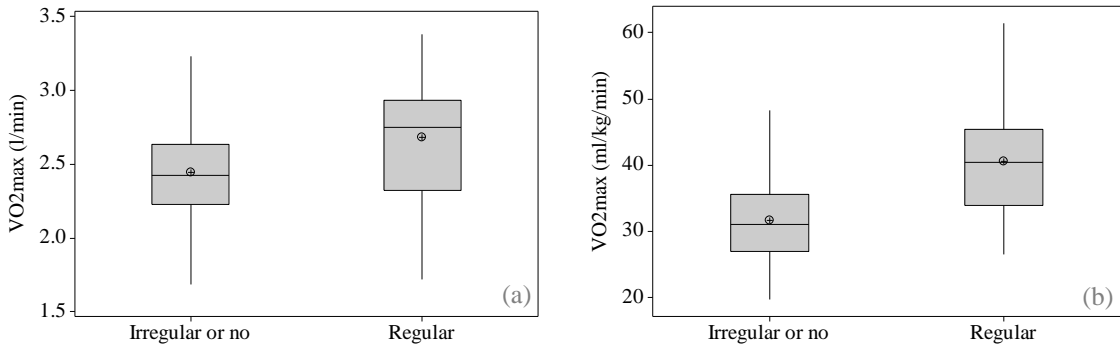 VO2max (l/min)
3.5
3.0
2.5
2.0
1.5
Irregular or no
Regular
(a)
VO2max (ml/kg/min)
60
50
40
30
20
Irregular or no
Regular
(b)